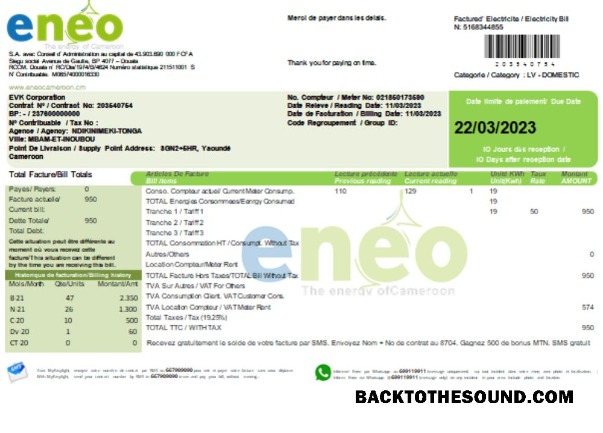 eneo
The energy of Cameroon
S.A. avec Conseil d' Administration au capital de 43.903.690 000 FCFA
Siegu social Avenue de Gaulle, BP 4077 – Douala
RCOM. Douala n° RC/Dla/1974/B/4624 Numéro statistique 2115110001 S
N° Contribuable.
www.eneocameroon.cm
Merci de payer dans les delais.
Thank you for paying on time.
Factured' Electricite / Electricity Bill
N: 5168344855
203540754
Categorie / Category : LV - DOMESTIC
EVK Corporation
Contrat N° / Contract No: 203540754
BP: - / 237600000000
N° Contribuable / Tax No :
Agence / Agency: NDIKINIMEKI-TONGA
Ville: MBAM-ET-INOUBOU
Point De Livraison / Supply Point Address: 3GN2+5HR, Yaoundé
Cameroon
No. Compteur / Meter No: 021850173580
Date Releve / Reading Date: 11/03/2023
Date de Facturation / Billing Date: 11/03/2023
Code Regroupement / Group ID:
Date limite de paiement/ Due Date
22/03/2023
10 Jours dès reception /
10 Days after reception date
Total Facture/Bill Totals
Payes/ Payers: 0
Facture actuelle/ 950
Current bill:
Dette Totale/ 950
Total Debt:
Cette situation peut être différente au
moment où vous recevez cette
facture/This situation can be different
by the time you are receiving this bill.
Historique de facturation/Billing history
Mois/Month Qte/Units Montant/Amt
B 21 47 2.350
N 21 26 1.300
C 20 10 500
Dv 20 1 60
CT 20 0 0
Articles De Facture Lecture précédente Lecture actuelle Unité KWh Taux Montant
Bill Items Previous reading Current reading Unit(Kwh) Rate AMOUNT
Conso. Compteur actuel/ Current Meter Consump. 110 129 1 19
TOTAL Energies Consommees/Eenrgy Consumed 19
Tranche 1 / Tariff 1 19 50 950
Tranche 2 / Tariff 2
Tranche 3 / Tariff 3
TOTAL Consommation HT / Consumpt. Without Tax
Autres/Others 0
Location Compteur/Meter Rent
TOTAL Facture Hors Taxes/TOTAL Bill Without Tax 950
TVA Sur Autres / VAT For Others
TVA Consumption Client. VAT Customer Cons.
TVA Location Compteur / VAT Meter Rent 574
Total Taxes / Tax (19.25%) 0
TOTAL TTC / WITH TAX 950
eneo
The energy of Cameroon
Recevez gratuitement le solde de votre facture par SMS. Envoyez Nom + No de contrat au 8704. Gagnez 500 de bonus MTN. SMS gratuit
BACKTOTHESOUND.COM